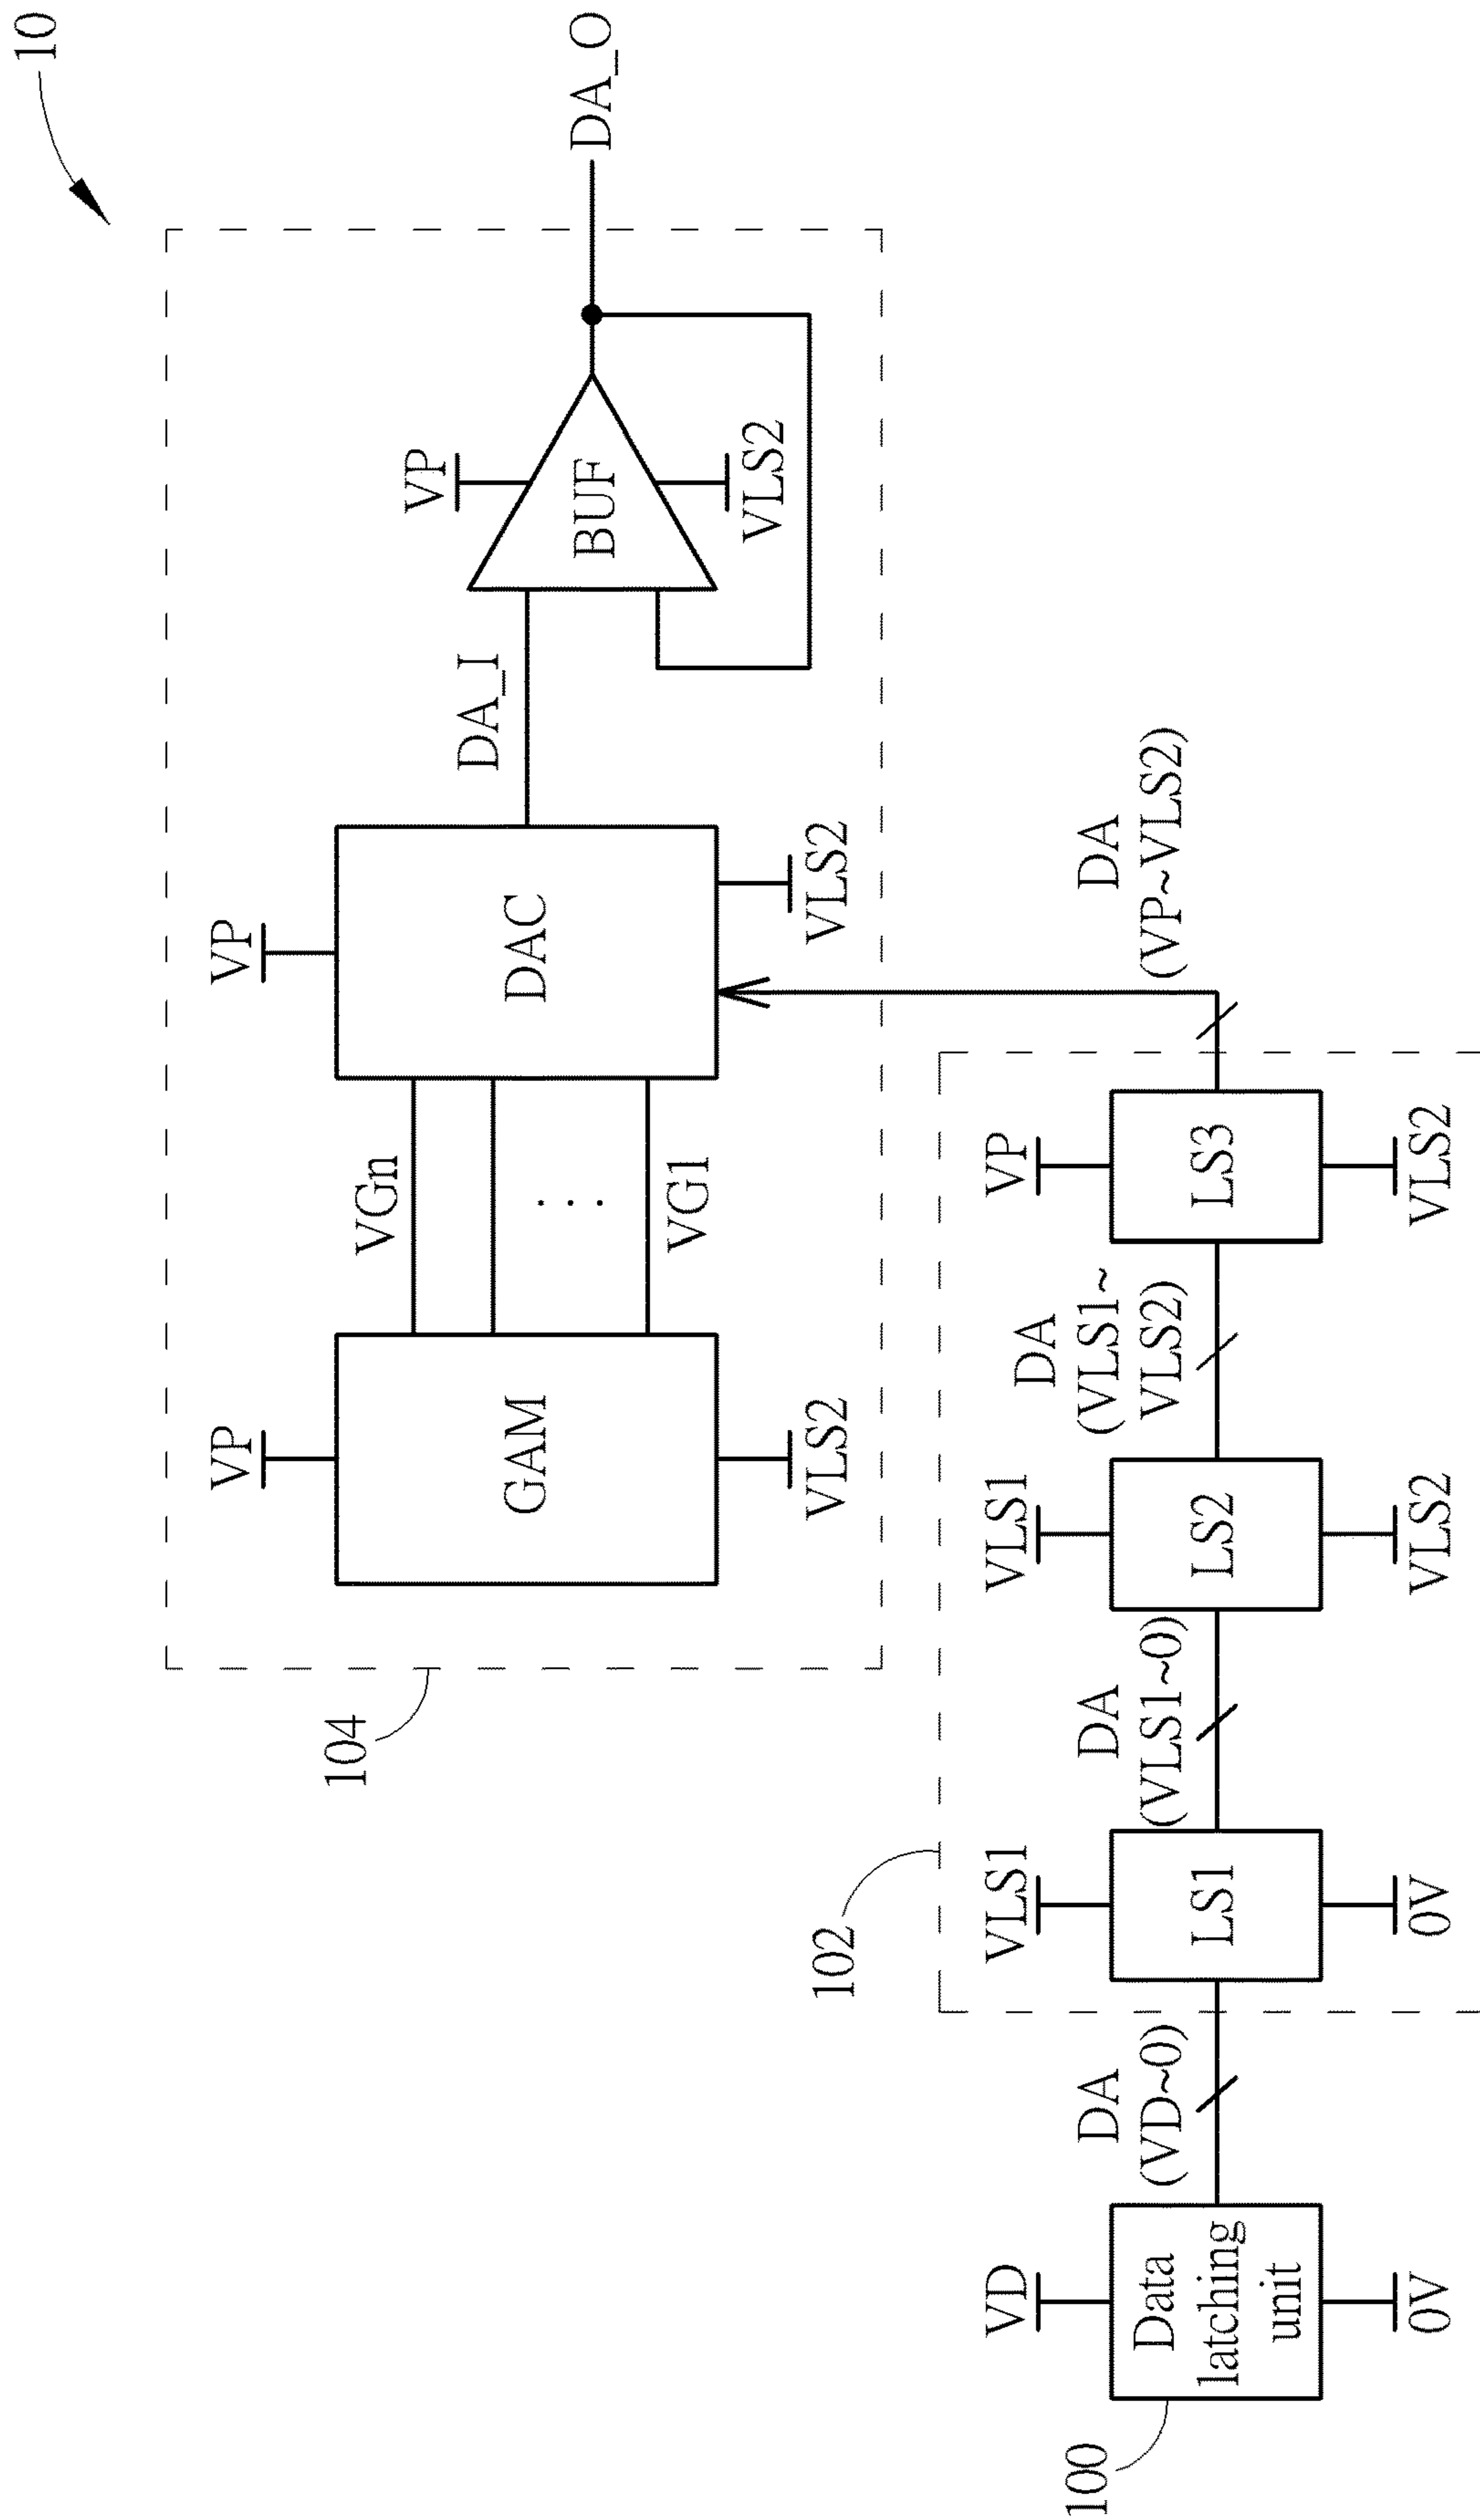 10
VP
VP
VP
GAM
VGn
VG1
DAC
DA_I
BUF
DA_O
VLS2
VLS2
VLS2
104
102
VD
VLS1
VLS1
VP
DA
(VD~0)
DA
(VLS1~0)
DA
(VLS1~
VLS2)
DA
(VP~VLS2)
Data
latching
unit
LS1
LS2
LS3
0V
0V
VLS2
VLS2
100